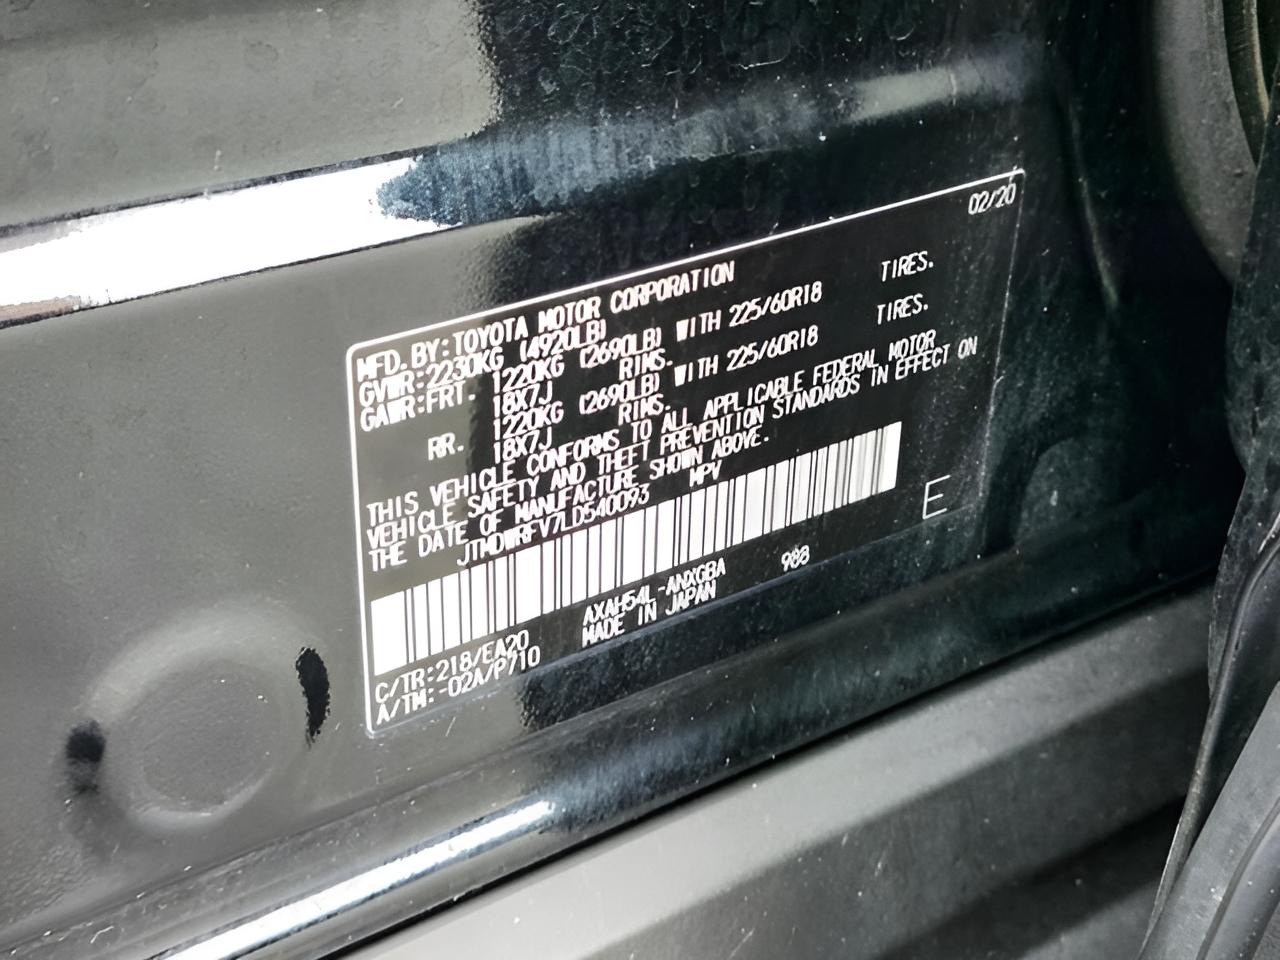 02/20
MFD. BY: TOYOTA MOTOR CORPORATION
GVWR: 2230KG (4920LB)
GAWR: FRT. 1220KG (2690LB) WITH 225/60R18 TIRES.
18X7J RIMS.
RR. 1220KG (2690LB) WITH 225/60R18 TIRES.
18X7J RIMS.
THIS VEHICLE CONFORMS TO ALL APPLICABLE FEDERAL MOTOR
VEHICLE SAFETY AND THEFT PREVENTION STANDARDS IN EFFECT ON
THE DATE OF MANUFACTURE SHOWN ABOVE.
JTMDWRFV7LD540093 MPV
E
AXAH54L-ANXGBA 988
C/TR: 218/EA20 MADE IN JAPAN
A/TM: -02A/P710